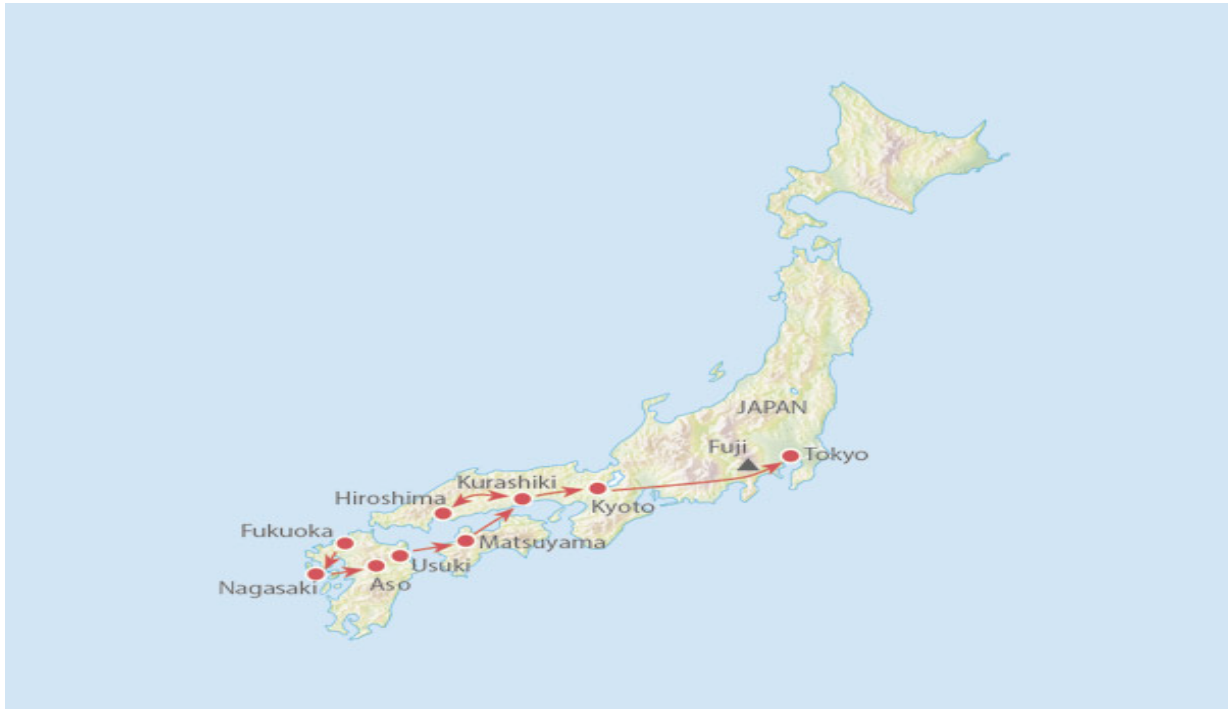 JAPAN
Fuji
Tokyo
Kurashiki
Hiroshima
Kyoto
Fukuoka
Matsuyama
Usuki
Nagasaki
Aso